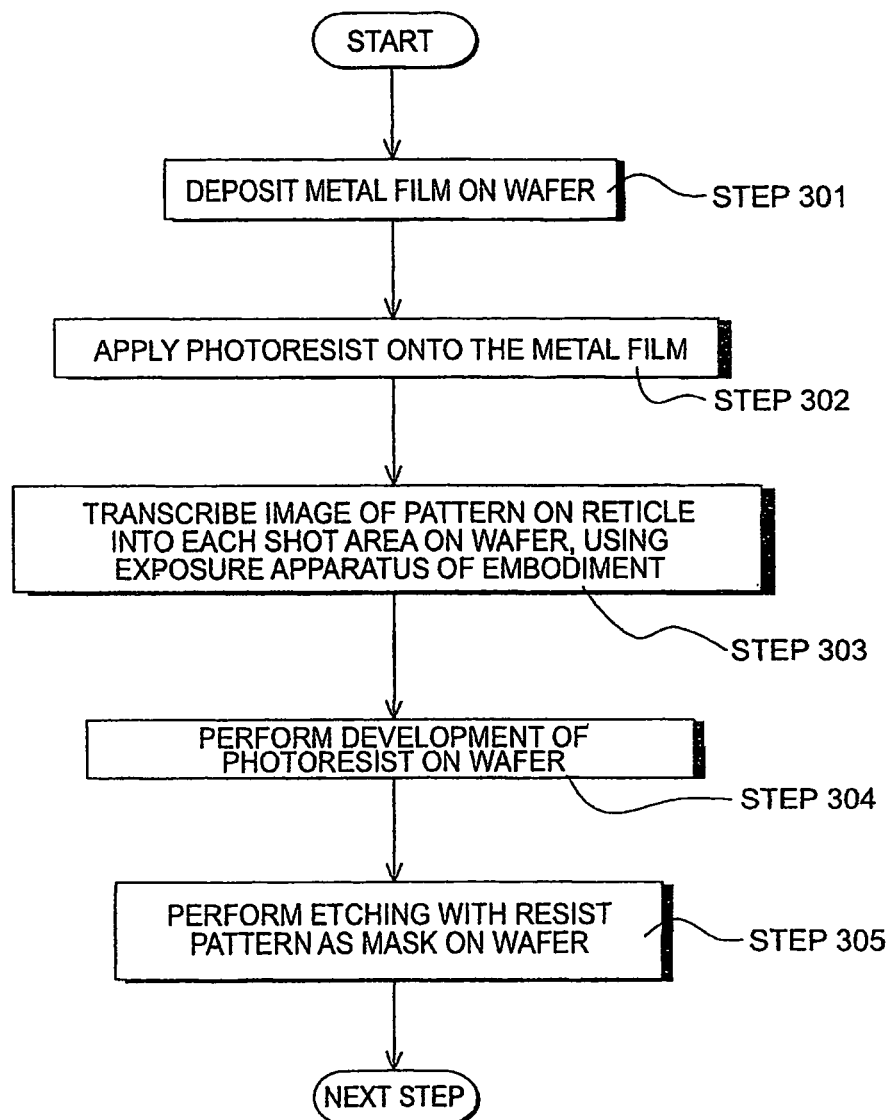 START
DEPOSIT METAL FILM ON WAFER
STEP 301
APPLY PHOTORESIST ONTO THE METAL FILM
STEP 302
TRANSCRIBE IMAGE OF PATTERN ON RETICLE
INTO EACH SHOT AREA ON WAFER, USING
EXPOSURE APPARATUS OF EMBODIMENT
STEP 303
PERFORM DEVELOPMENT OF
PHOTORESIST ON WAFER
STEP 304
PERFORM ETCHING WITH RESIST
PATTERN AS MASK ON WAFER
STEP 305
NEXT STEP